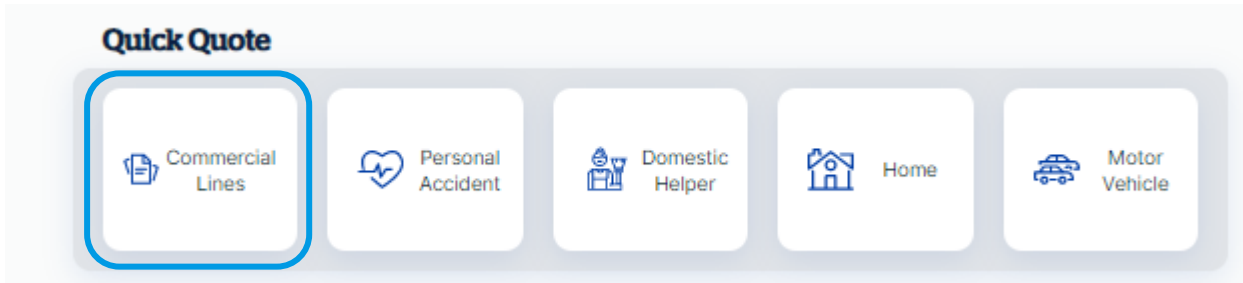 Quick Quote
Commercial
Lines
Personal
Accident
Domestic
Helper
Home
Motor
Vehicle